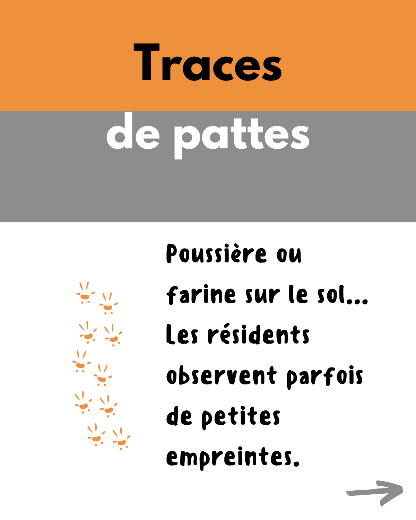 Traces
de pattes
Poussière ou
farine sur le sol...
Les résidents
observent parfois
de petites
empreintes.